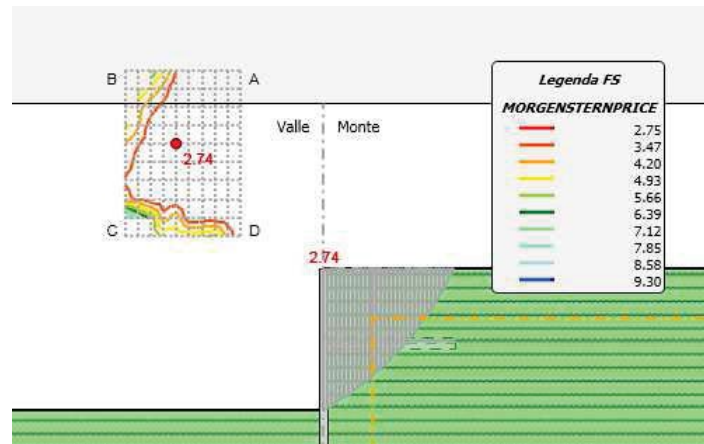 B A
2.74
C D
Valle Monte
2.74
Legenda FS
MORGENSTERNPRICE
2.75
3.47
4.20
4.93
5.66
6.39
7.12
7.85
8.58
9.30